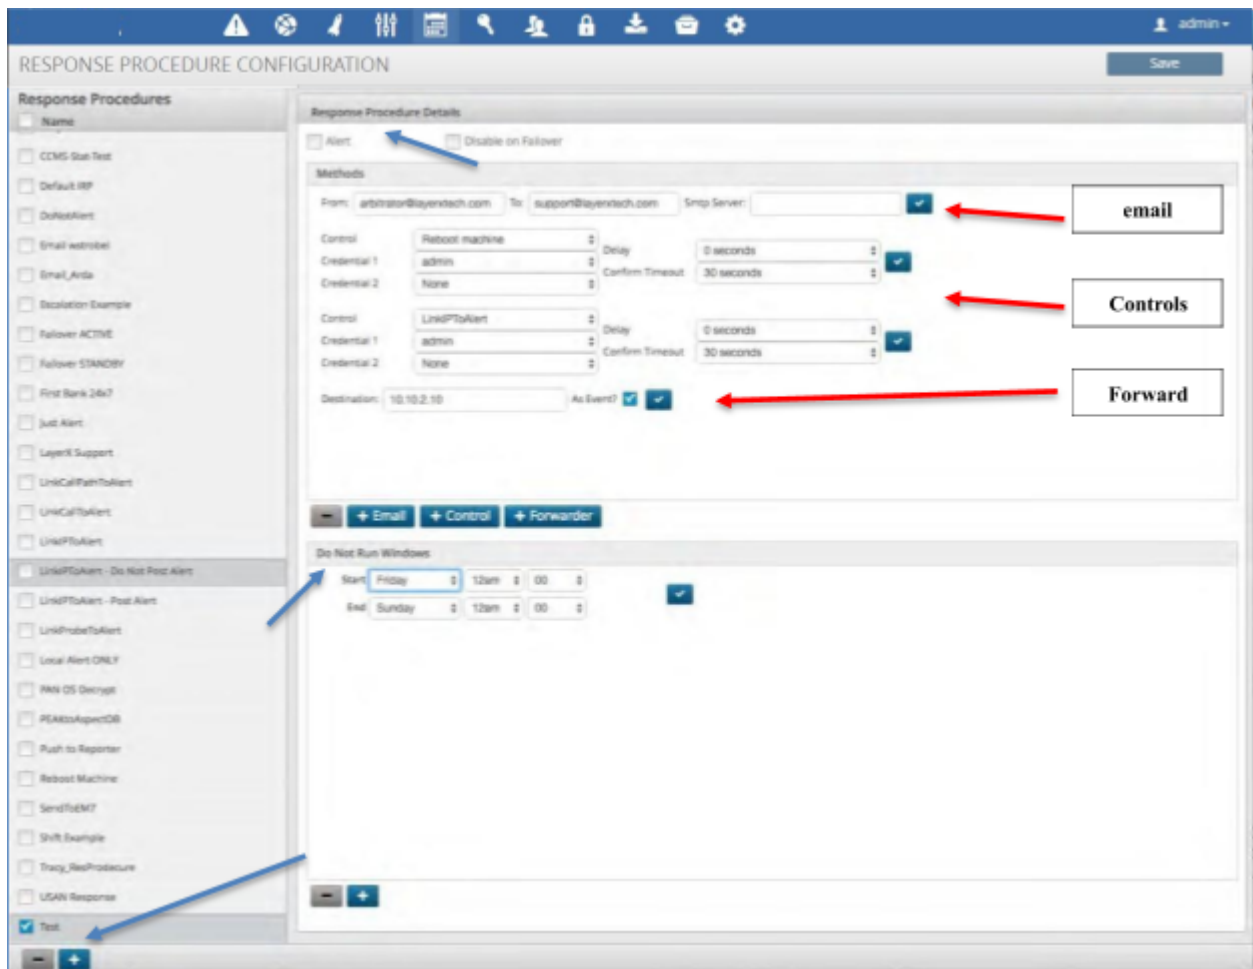 admin
RESPONSE PROCEDURE CONFIGURATION
Save
Response Procedures
Name
CCMS Stat Test
Default IRP
DoNotAlert
Email watrobel
Email_Arda
Escalation Example
Failover ACTIVE
Failover STANDBY
First Bank 24x7
Just Alert
LayerX Support
LinkCallPathToAlert
LinkCallToAlert
LinkIPToAlert
LinkIPToAlert - Do Not Post Alert
LinkIPToAlert - Post Alert
LinkProbeToAlert
Local Alert ONLY
PAN OS Decrypt
PEAKtoAspectDB
Push to Reporter
Reboot Machine
SendToEM7
Shift Example
Tracy_ResProdecure
USAN Response
Test
Response Procedure Details
Alert Disable on Failover
Methods
From: arbitrator@layerxtech.com To: support@layerxtech.com Smtp Server:
email
Control Reboot machine
Delay 0 seconds
Credential 1 admin
Confirm Timeout 30 seconds
Credential 2 None
Controls
Control LinkIPToAlert
Delay 0 seconds
Credential 1 admin
Confirm Timeout 30 seconds
Credential 2 None
Destination: 10.10.2.10 As Event?
Forward
+ Email + Control + Forwarder
Do Not Run Windows
Start Friday 12am 00
End Sunday 12am 00